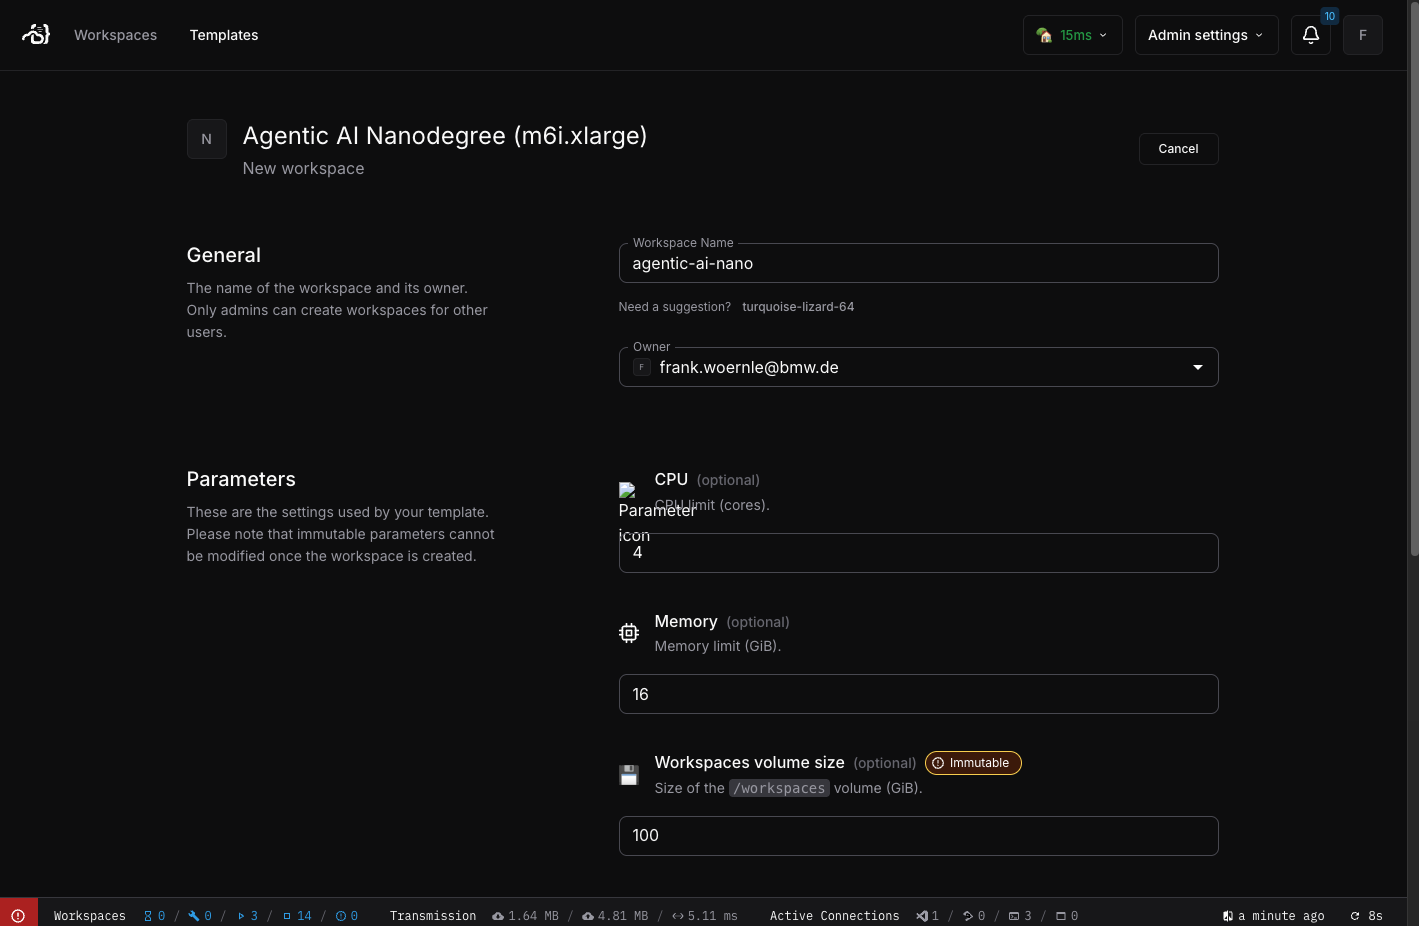 Workspaces
Templates
15ms
Admin settings
10
F
N
Agentic AI Nanodegree (m6i.xlarge)
New workspace
Cancel
General
The name of the workspace and its owner.
Only admins can create workspaces for other
users.
Workspace Name
agentic-ai-nano
Need a suggestion? turquoise-lizard-64
Owner
F
frank.woernle@bmw.de
Parameters
These are the settings used by your template.
Please note that immutable parameters cannot
be modified once the workspace is created.
CPU (optional)
CPU limit (cores).
Parameter
icon
4
Memory (optional)
Memory limit (GiB).
16
Workspaces volume size (optional) Immutable
Size of the /workspaces volume (GiB).
100
Workspaces 0 / 0 / 3 / 14 / 0 Transmission 1.64 MB / 4.81 MB / 5.11 ms Active Connections 1 / 0 / 3 / 0 a minute ago 8s